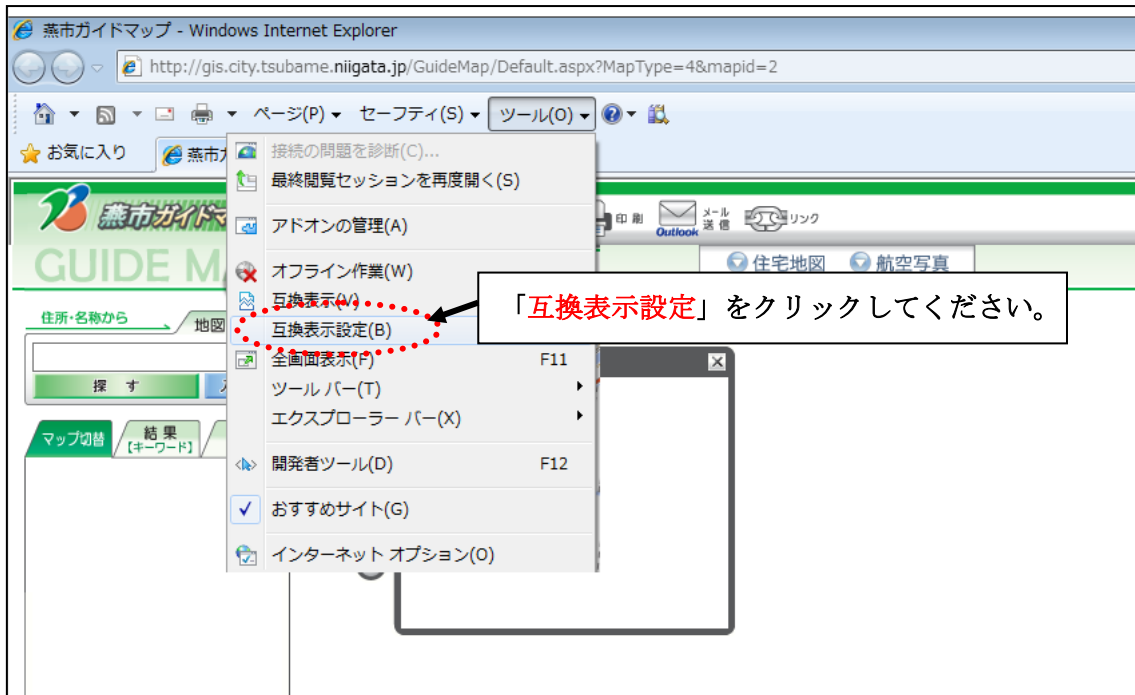 燕市ガイドマップ - Windows Internet Explorer
http://gis.city.tsubame.niigata.jp/GuideMap/Default.aspx?MapType=4&mapid=2
ページ(P) セーフティ(S) ツール(O)
お気に入り 燕市
接続の問題を診断(C)...
最終閲覧セッションを再度開く(S)
アドオンの管理(A)
オフライン作業(W)
互換表示(V)
互換表示設定(B)
全画面表示(F) F11
ツール バー(T)
エクスプローラー バー(X)
開発者ツール(D) F12
おすすめサイト(G)
インターネット オプション(O)
燕市ガイド
GUIDE M
印刷 Outlook メール送信 リンク
住宅地図 航空写真
「互換表示設定」をクリックしてください。
住所・名称から 地図
探 す
マップ切替 結果
【キーワード】